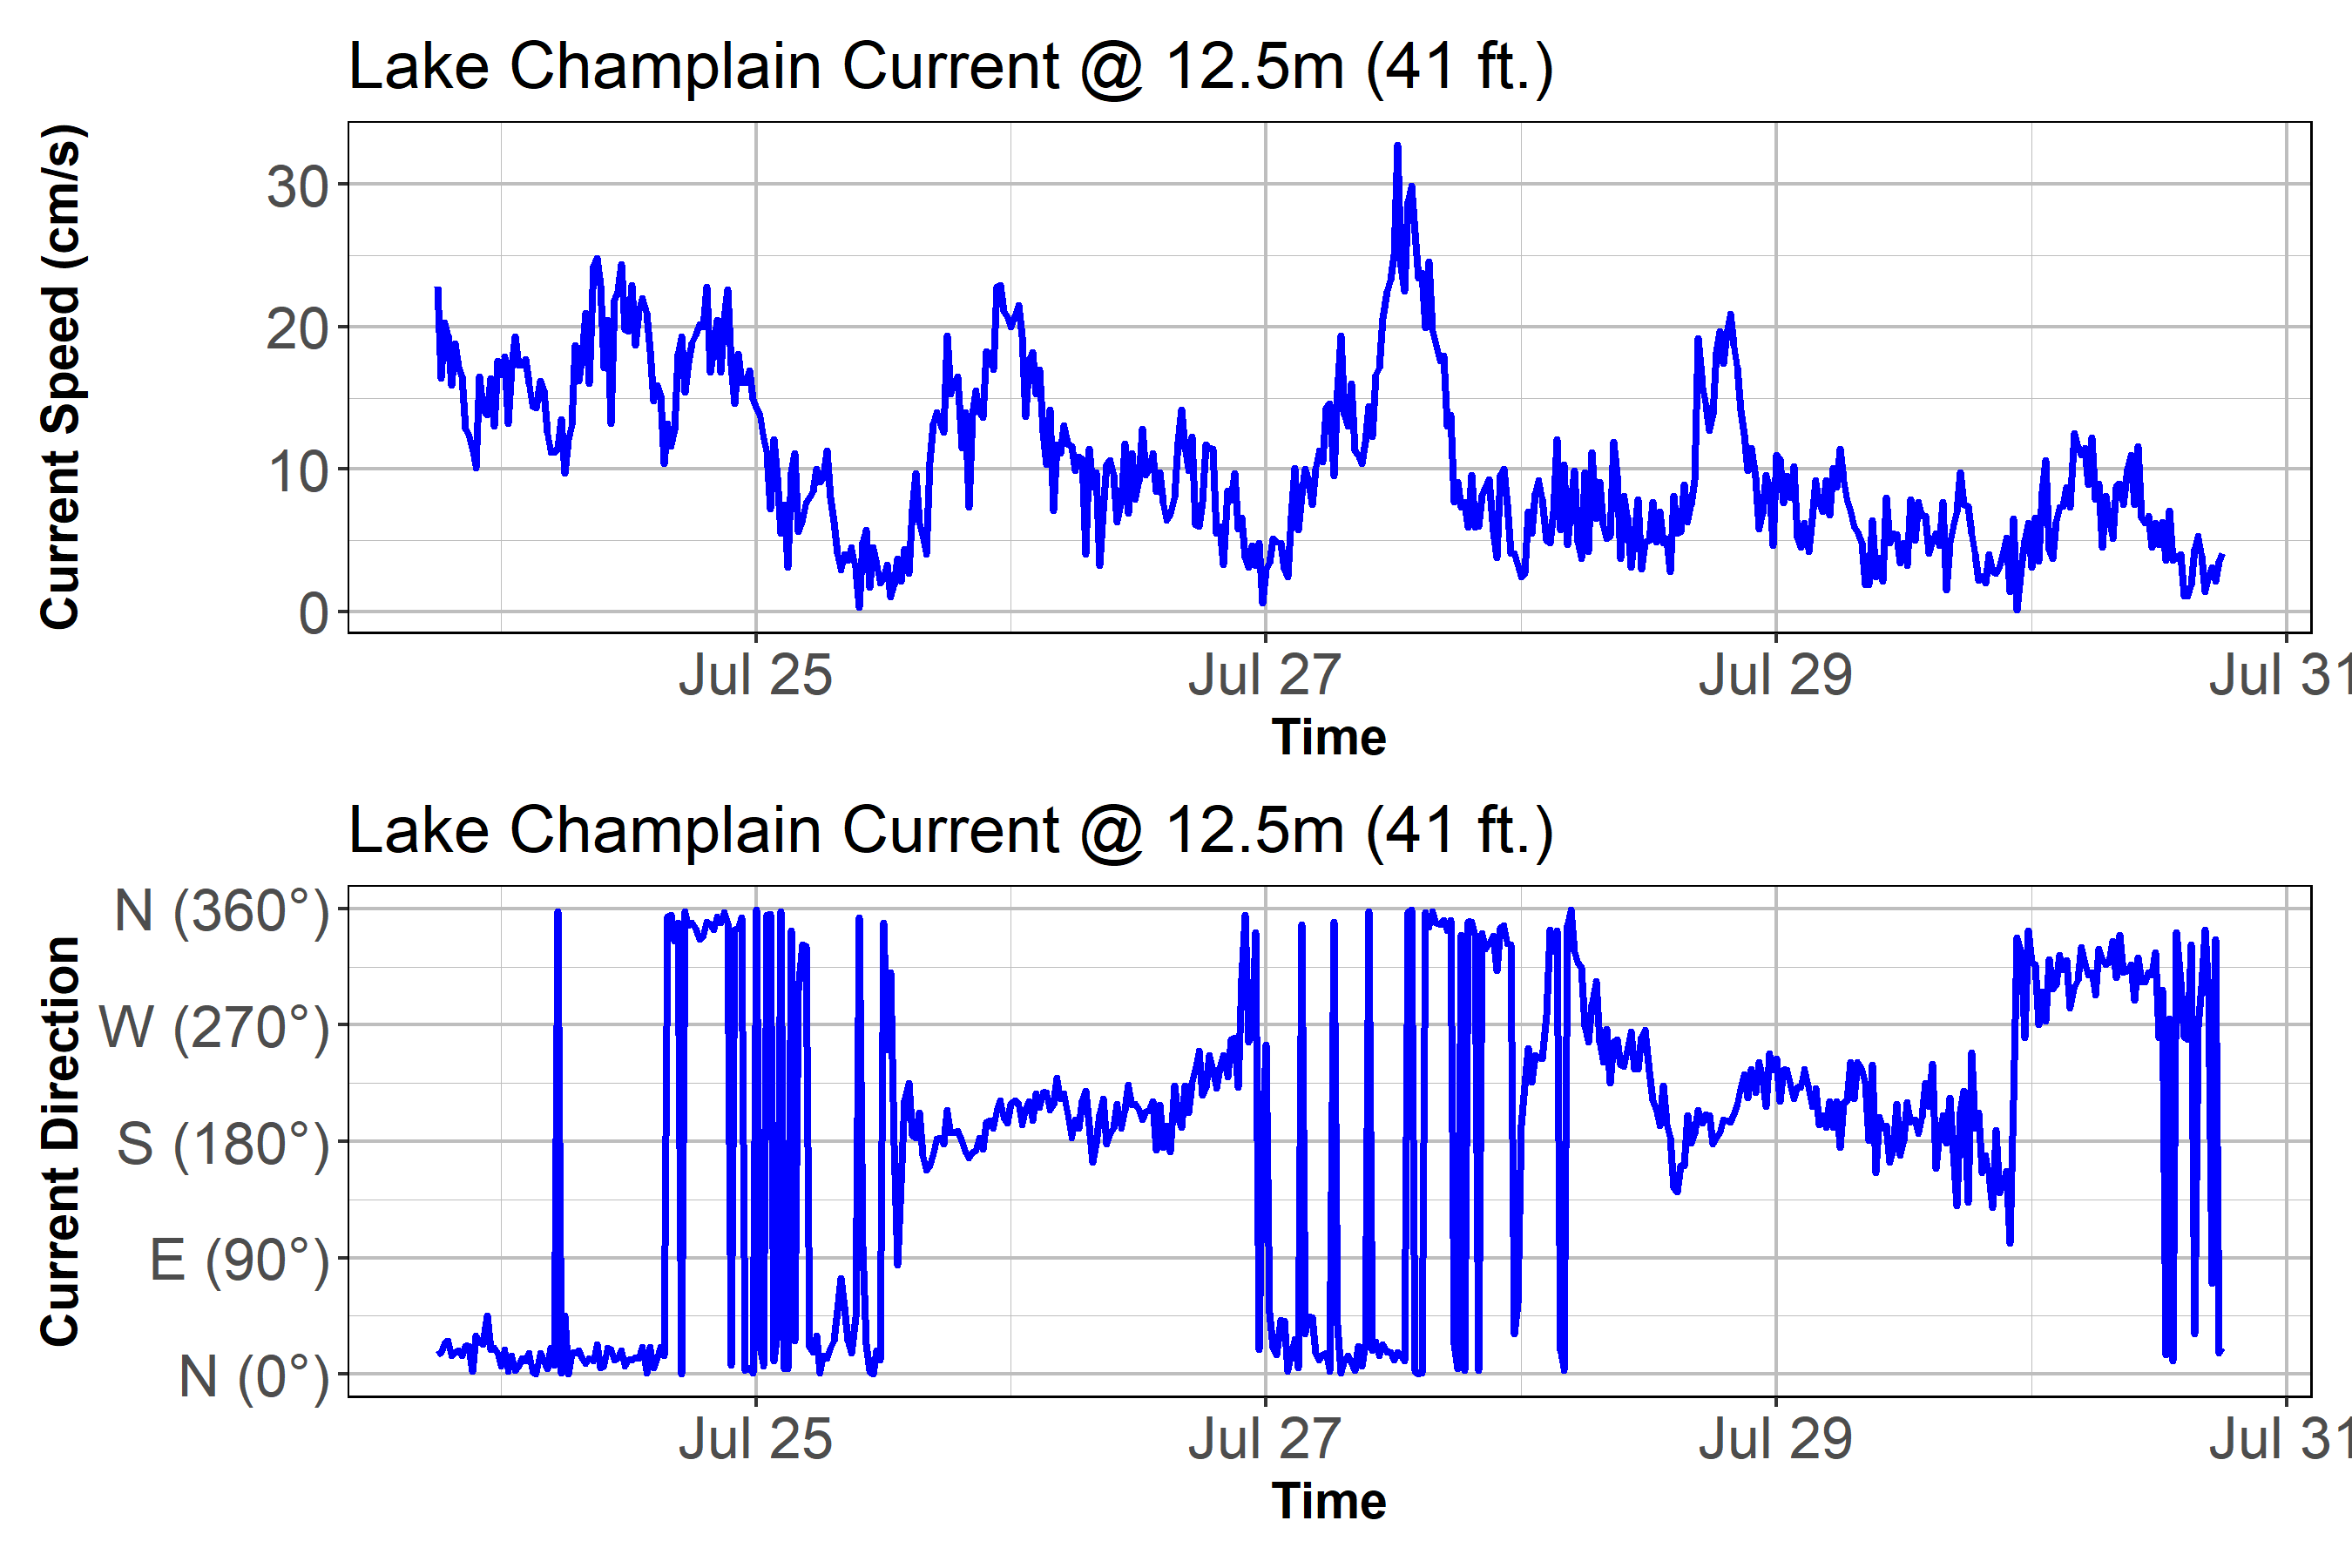 Lake Champlain Current @ 12.5m (41 ft.)
Current Speed (cm/s)
30
20
10
0
Jul 25 Jul 27 Jul 29 Jul 31
Time
Lake Champlain Current @ 12.5m (41 ft.)
Current Direction
N (360°)
W (270°)
S (180°)
E (90°)
N (0°)
Jul 25 Jul 27 Jul 29 Jul 31
Time